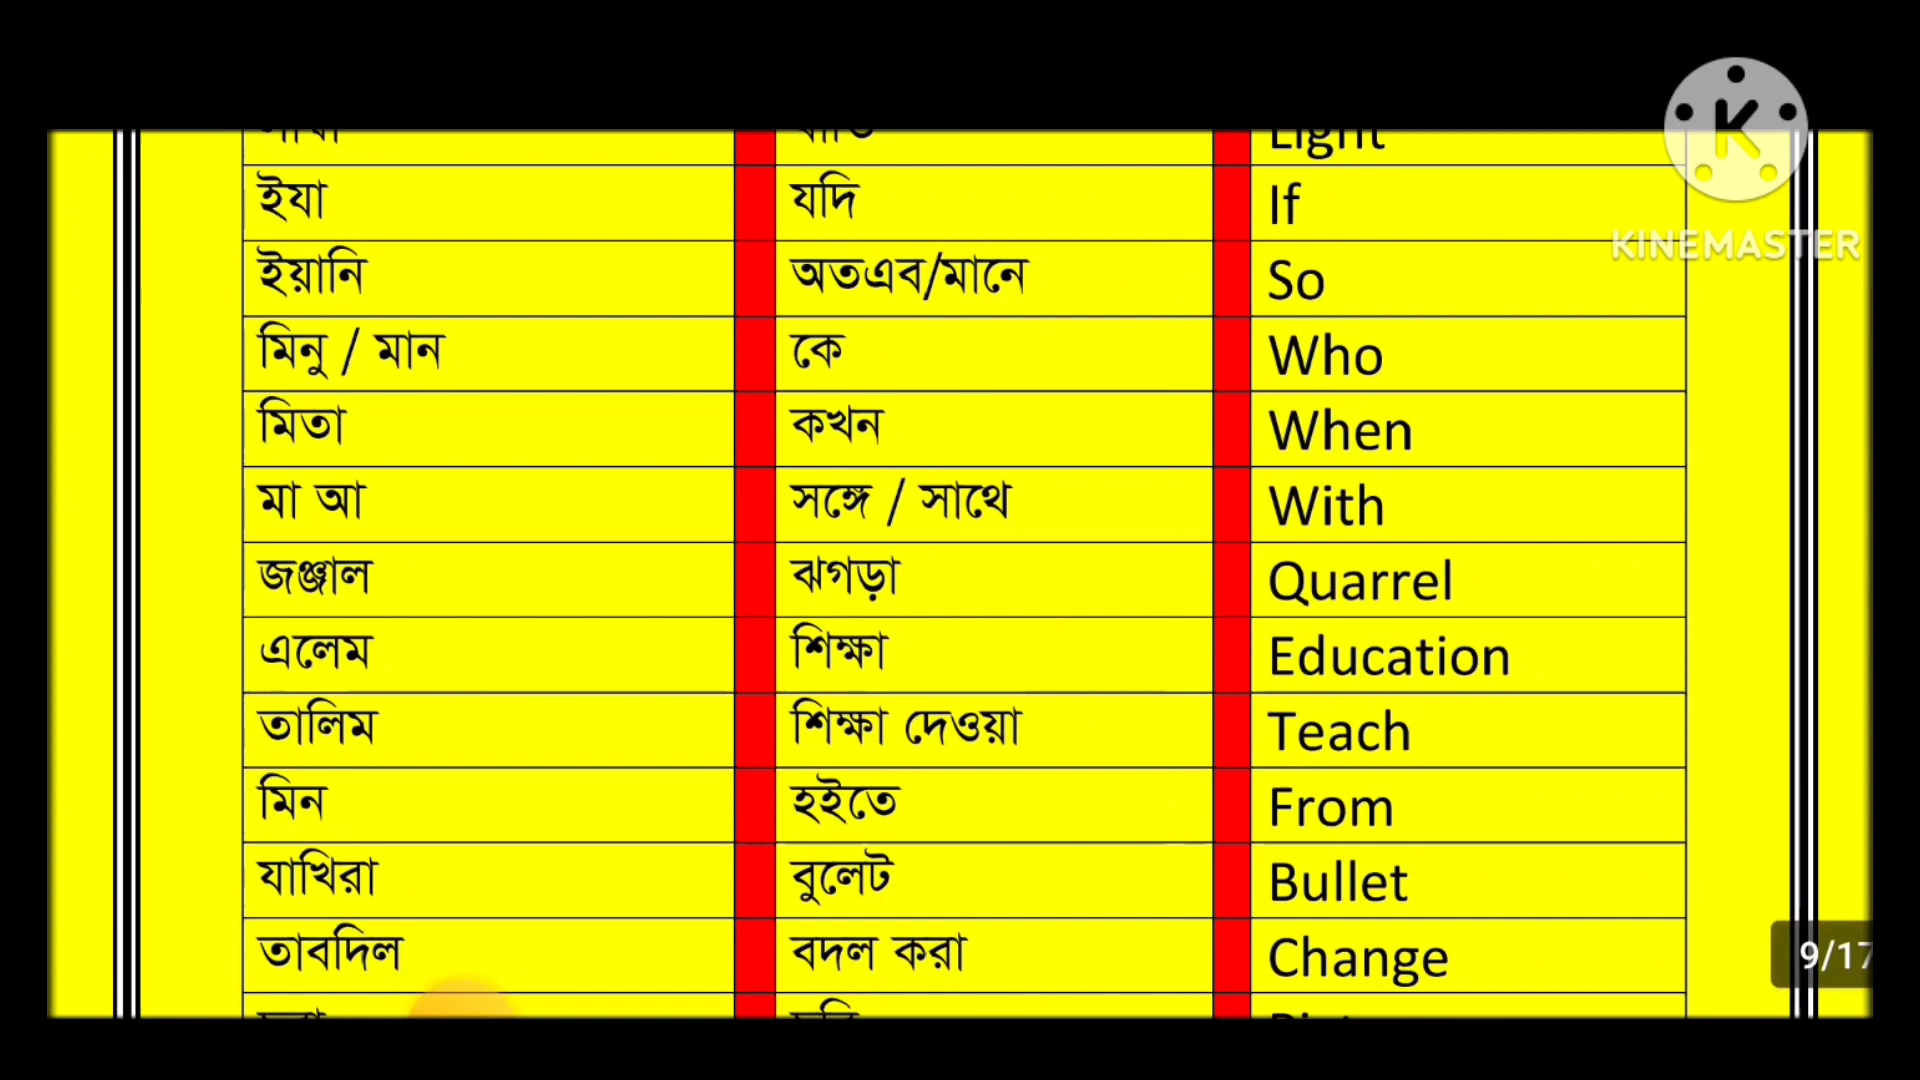 Light
ইযা যদি If
ইয়ানি অতএব/মানে So
মিনু / মান কে Who
মিতা কখন When
মা আ সঙ্গে / সাথে With
জঞ্জাল ঝগড়া Quarrel
এলেম শিক্ষা Education
তালিম শিক্ষা দেওয়া Teach
মিন হইতে From
যাখিরা বুলেট Bullet
তাবদিল বদল করা Change
K
KINEMASTER
9/17